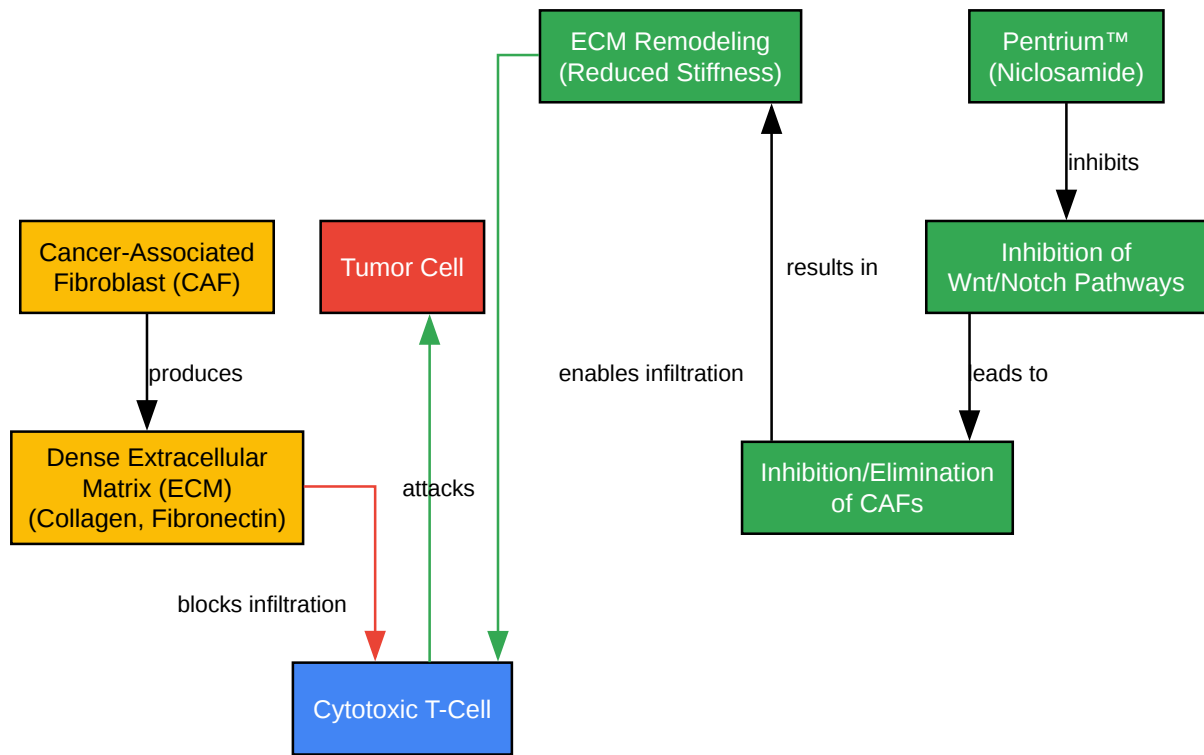 ECM Remodeling
(Reduced Stiffness)
Pentrium™
(Niclosamide)
inhibits
Cancer-Associated
Fibroblast (CAF)
Tumor Cell
Inhibition of
Wnt/Notch Pathways
results in
produces
enables infiltration
leads to
Dense Extracellular
Matrix (ECM)
(Collagen, Fibronectin)
attacks
Inhibition/Elimination
of CAFs
blocks infiltration
Cytotoxic T-Cell